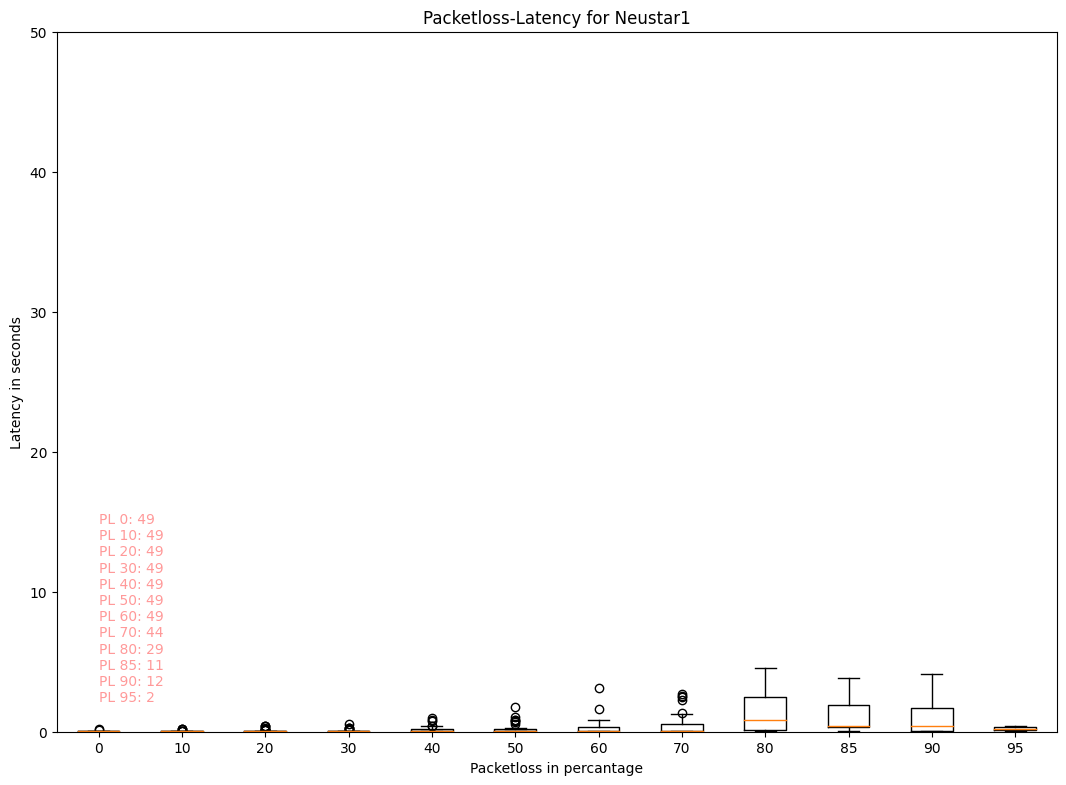 Packetloss-Latency for Neustar1
50
40
30
20
10
0
Latency in seconds
PL 0: 49
PL 10: 49
PL 20: 49
PL 30: 49
PL 40: 49
PL 50: 49
PL 60: 49
PL 70: 44
PL 80: 29
PL 85: 11
PL 90: 12
PL 95: 2
0 10 20 30 40 50 60 70 80 85 90 95
Packetloss in percantage